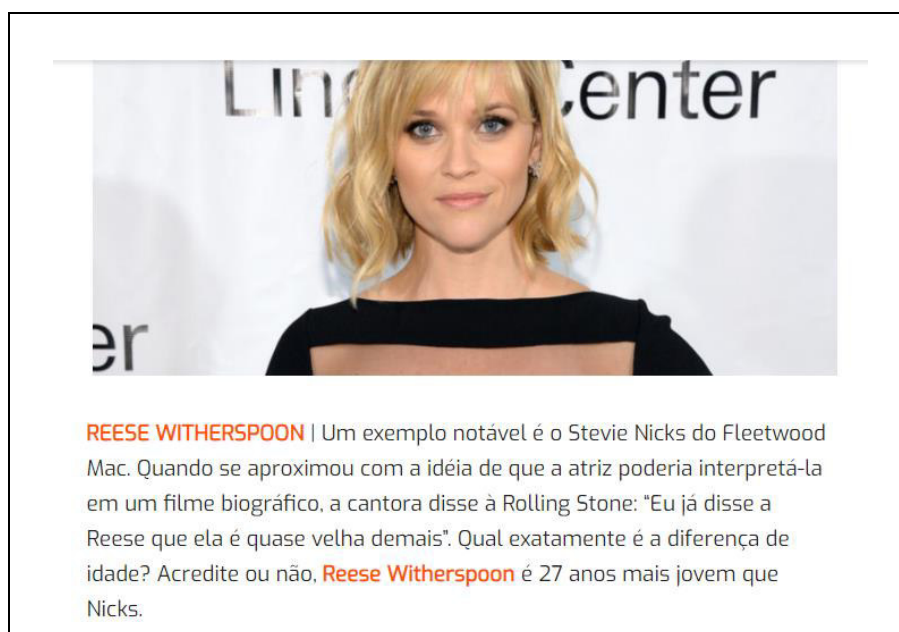 Lin Center
er
REESE WITHERSPOON | Um exemplo notável é o Stevie Nicks do Fleetwood
Mac. Quando se aproximou com a idéia de que a atriz poderia interpretá-la
em um filme biográfico, a cantora disse à Rolling Stone: “Eu já disse a
Reese que ela é quase velha demais”. Qual exatamente é a diferença de
idade? Acredite ou não, Reese Witherspoon é 27 anos mais jovem que
Nicks.